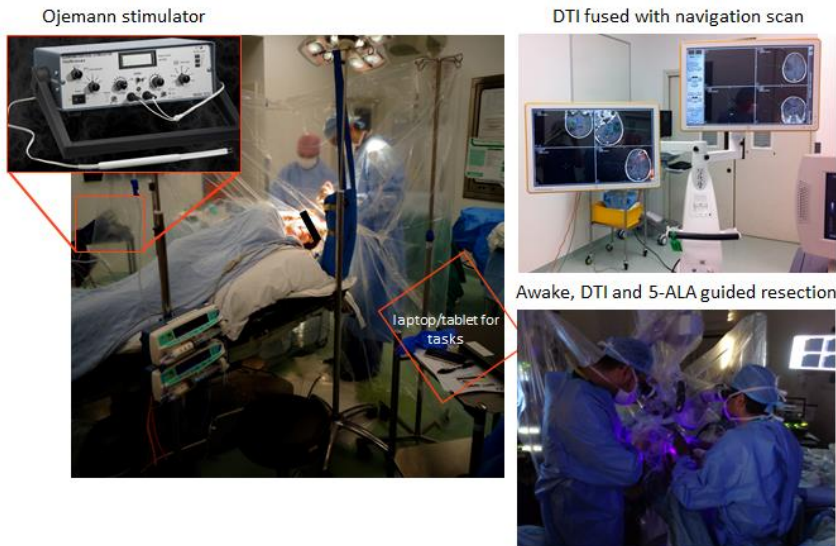 Ojemann stimulator
DTI fused with navigation scan
laptop/tablet for
tasks
Awake, DTI and 5-ALA guided resection